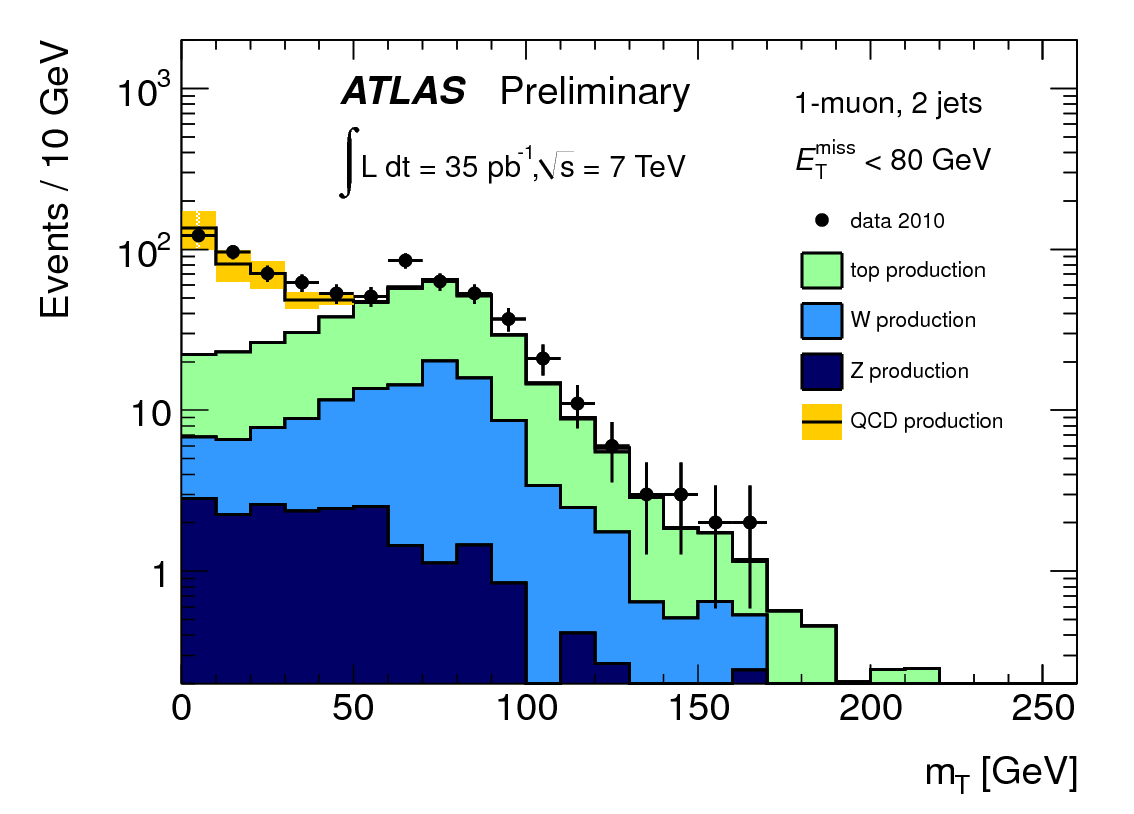 Events / 10 GeV
10³
10²
10
1
ATLAS Preliminary
∫ L dt = 35 pb⁻¹, √s = 7 TeV
1-muon, 2 jets
E_T^miss < 80 GeV
data 2010
top production
W production
Z production
QCD production
0 50 100 150 200 250
m_T [GeV]